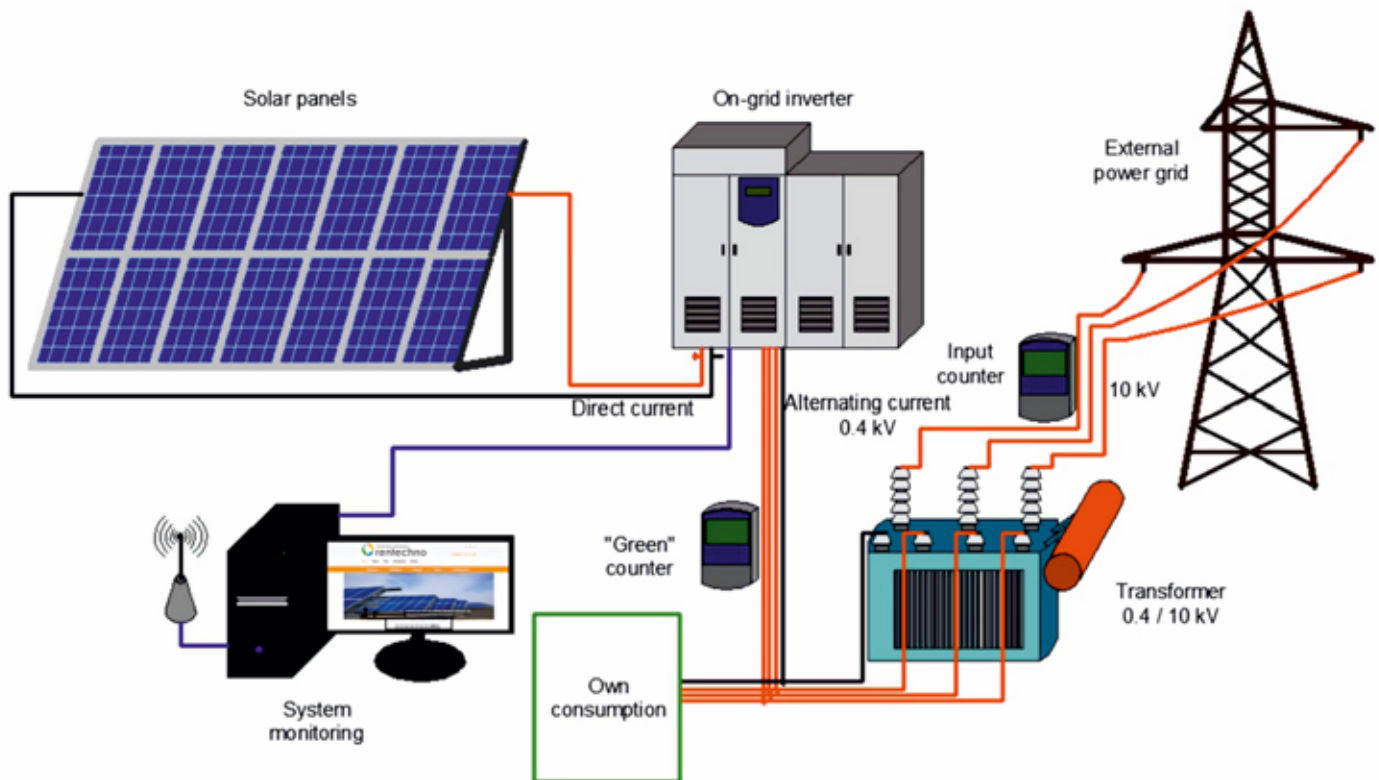 Solar panels
On-grid inverter
External
power grid
Input
counter
10 kV
Direct current
Alternating current
0.4 kV
"Green"
counter
rentechno
Transformer
0.4 / 10 kV
Own
consumption
System
monitoring